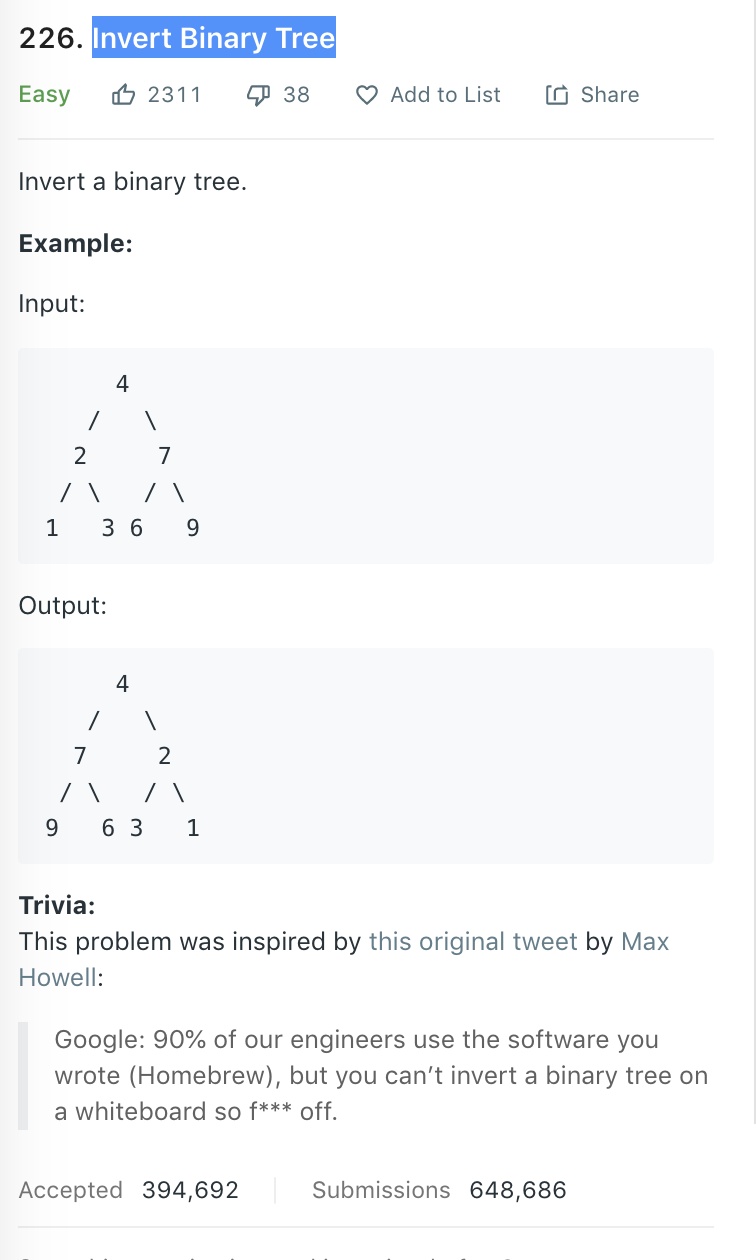 226. Invert Binary Tree
Easy 2311 38 Add to List Share
Invert a binary tree.
Example:
Input:
4
/ \
2 7
/ \ / \
1 3 6 9
Output:
4
/ \
7 2
/ \ / \
9 6 3 1
Trivia:
This problem was inspired by this original tweet by Max
Howell:
Google: 90% of our engineers use the software you
wrote (Homebrew), but you can’t invert a binary tree on
a whiteboard so f*** off.
Accepted 394,692 Submissions 648,686